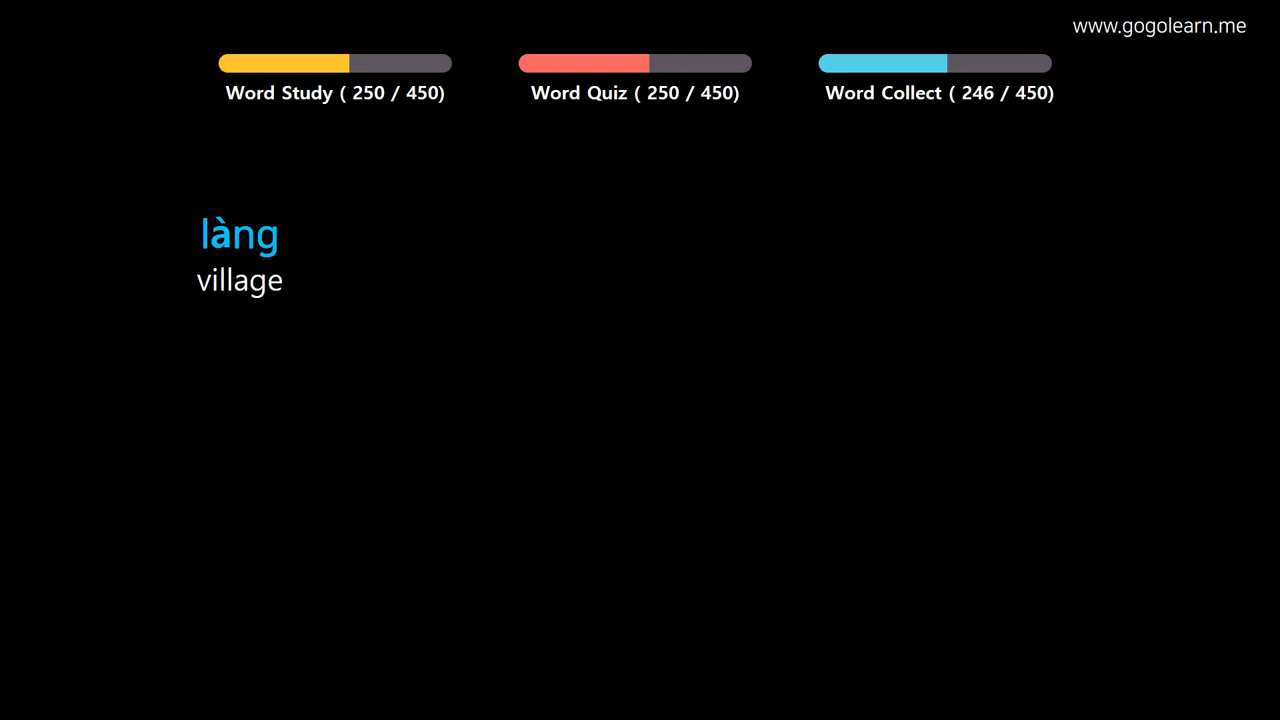 www.gogolearn.me
Word Study ( 250 / 450)
Word Quiz ( 250 / 450)
Word Collect ( 246 / 450)
làng
village